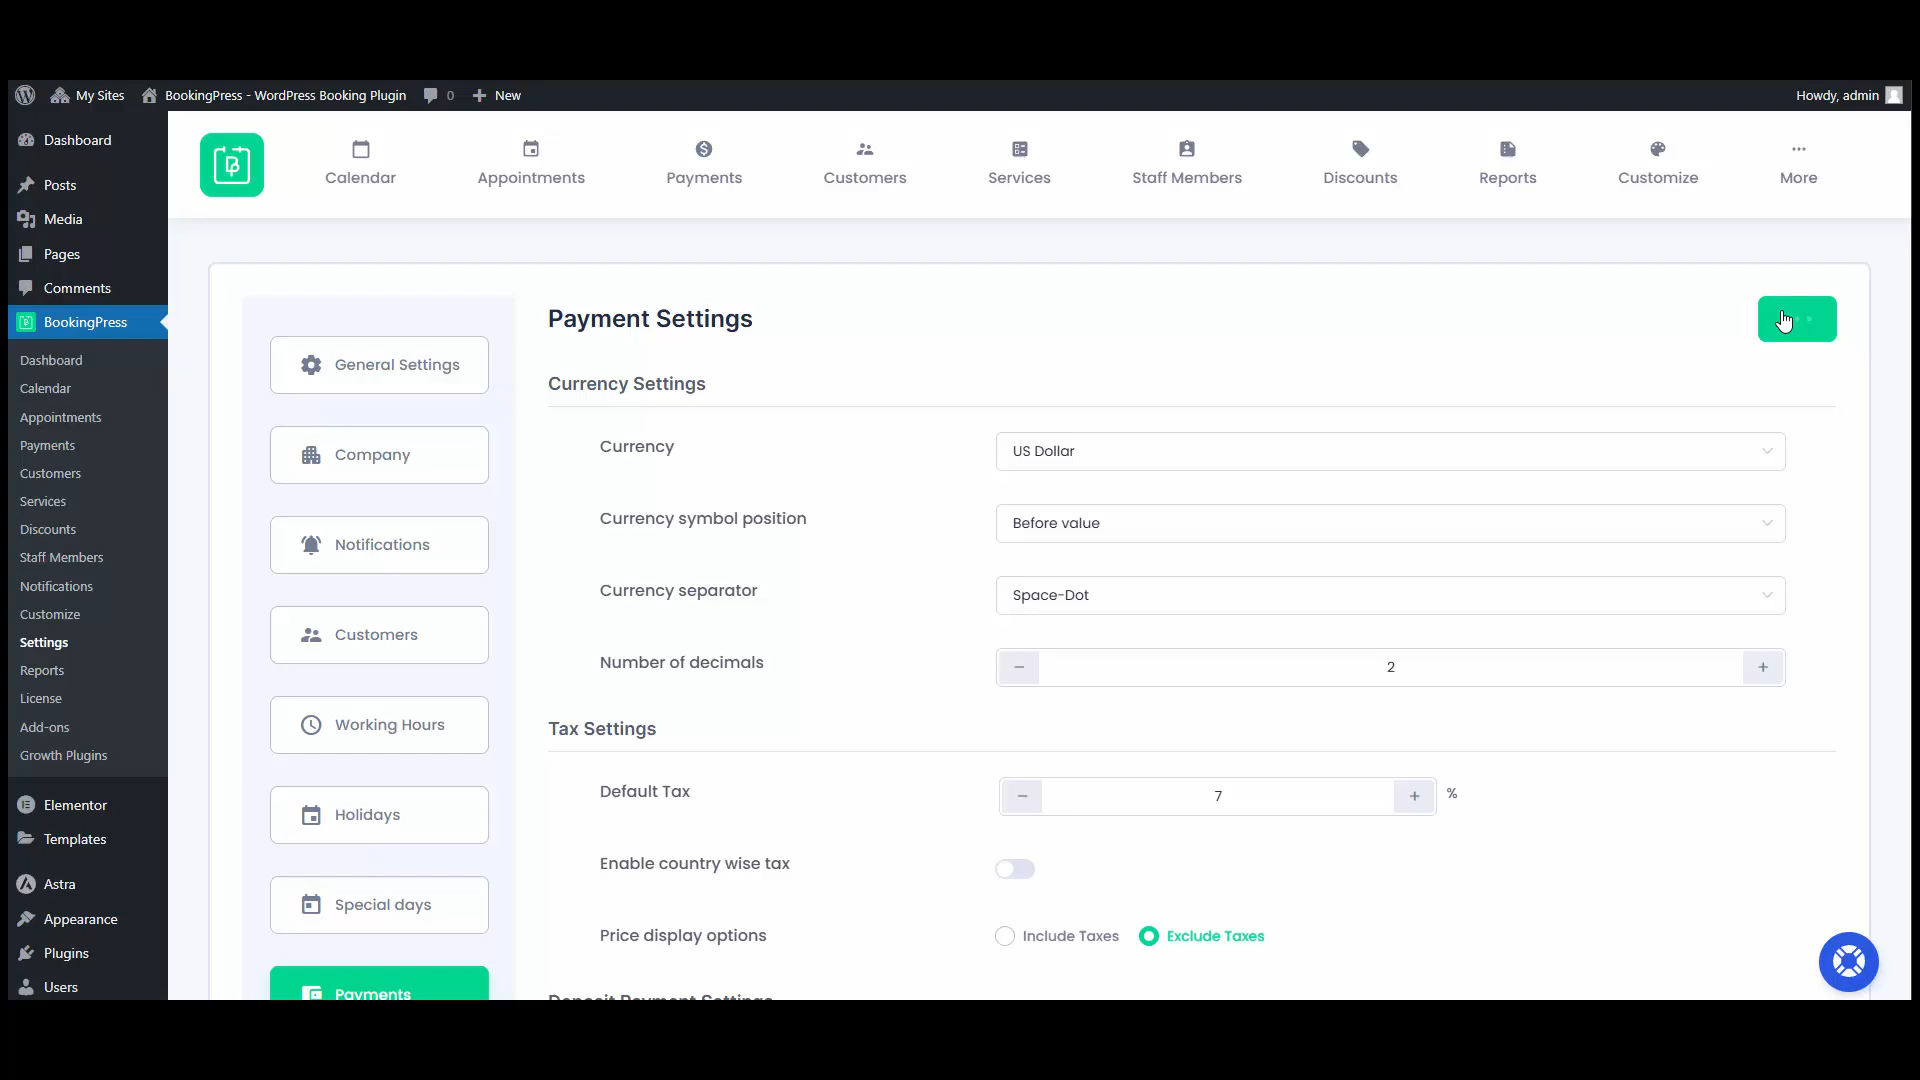 My Sites
BookingPress - WordPress Booking Plugin
0
New
Howdy, admin
Dashboard
Posts
Media
Pages
Comments
BookingPress
Dashboard
Calendar
Appointments
Payments
Customers
Services
Discounts
Staff Members
Notifications
Customize
Settings
Reports
License
Add-ons
Growth Plugins
Elementor
Templates
Astra
Appearance
Plugins
Users
Calendar
Appointments
Payments
Customers
Services
Staff Members
Discounts
Reports
Customize
More
General Settings
Company
Notifications
Customers
Working Hours
Holidays
Special days
Payments
Payment Settings
Currency Settings
Currency
US Dollar
Currency symbol position
Before value
Currency separator
Space-Dot
Number of decimals
− 2 +
Tax Settings
Default Tax
− 7 + %
Enable country wise tax
Price display options
Include Taxes
Exclude Taxes
Deposit Payment Settings